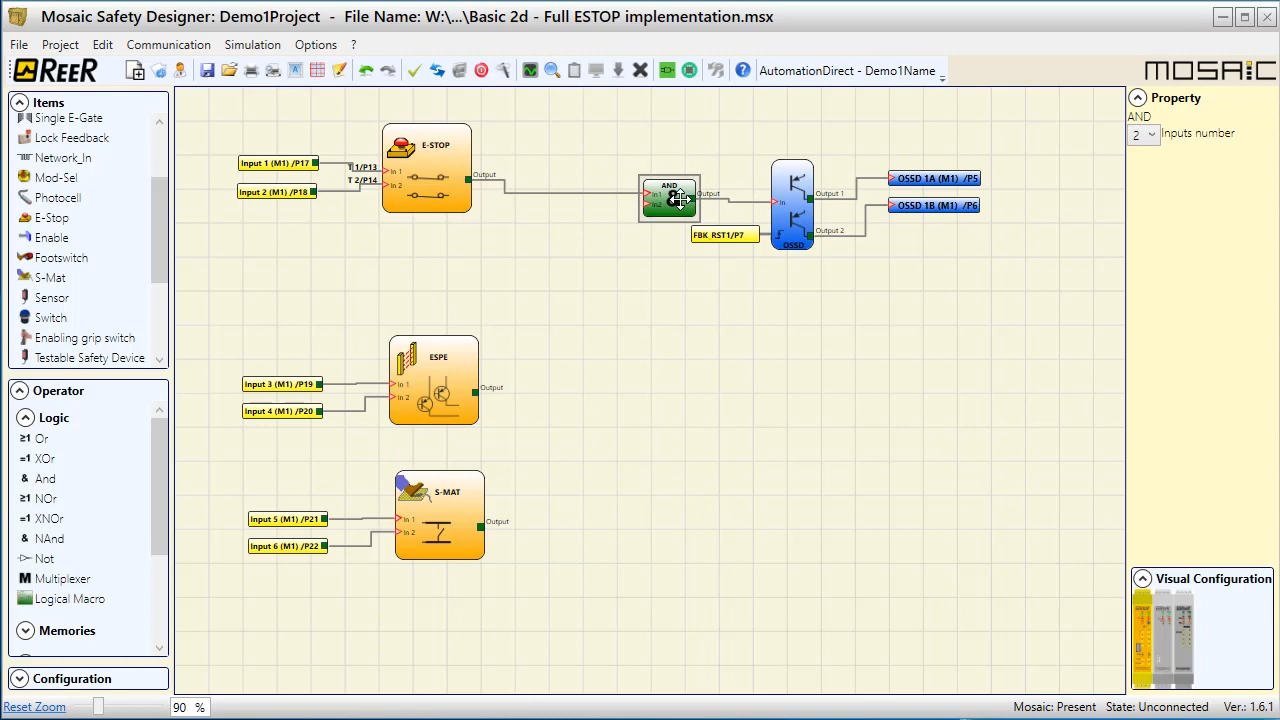 Mosaic Safety Designer: Demo1Project - File Name: W:\...\Basic 2d - Full ESTOP implementation.msx
File Project Edit Communication Simulation Options ?
REER
AutomationDirect - Demo1Name
MOSAIC
Items
Single E-Gate
Lock Feedback
Network_In
Mod-Sel
Photocell
E-Stop
Enable
Footswitch
S-Mat
Sensor
Switch
Enabling grip switch
Testable Safety Device
Operator
Logic
≥1 Or
=1 XOr
& And
≥1 NOr
=1 XNOr
& NAnd
Not
M Multiplexer
Logical Macro
Memories
Configuration
Input 1 (M1) /P17
Input 2 (M1) /P18
T 1/P13
T 2/P14
E-STOP
In 1
In 2
Output
AND
In1
In2
&
Output
FBK_RST1/P7
In
OSSD
Output 1
Output 2
OSSD 1A (M1) /P5
OSSD 1B (M1) /P6
Input 3 (M1) /P19
Input 4 (M1) /P20
ESPE
In 1
In 2
Output
Input 5 (M1) /P21
Input 6 (M1) /P22
S-MAT
In 1
In 2
Output
Property
AND
2 Inputs number
Visual Configuration
Reset Zoom
90 %
Mosaic: Present State: Unconnected Ver.: 1.6.1